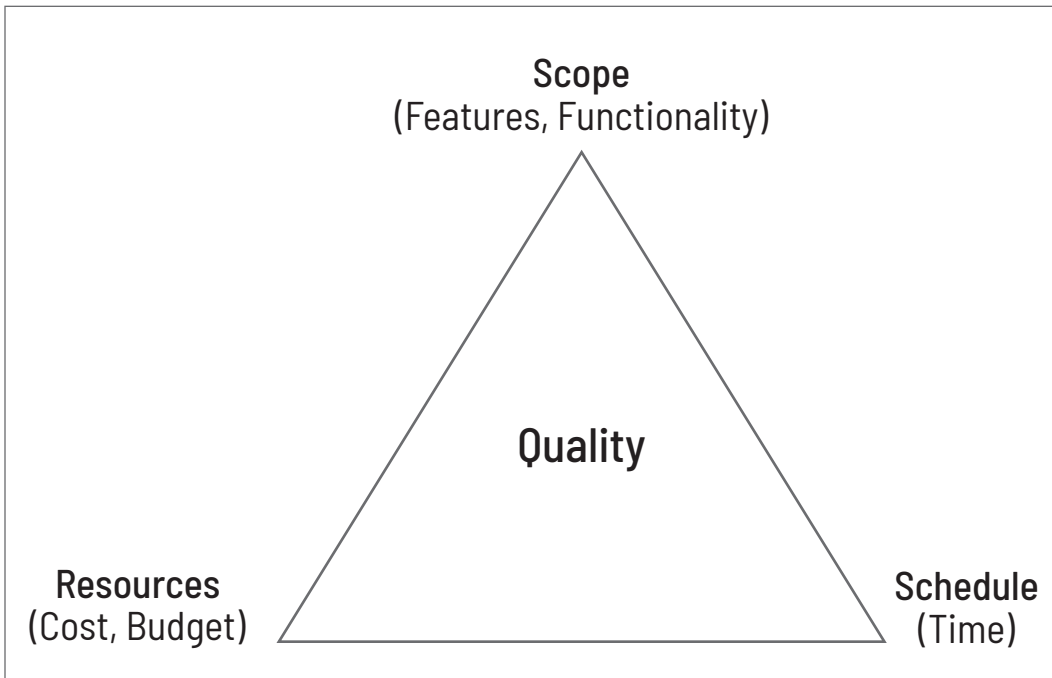 Scope
(Features, Functionality)
Quality
Resources
(Cost, Budget)
Schedule
(Time)